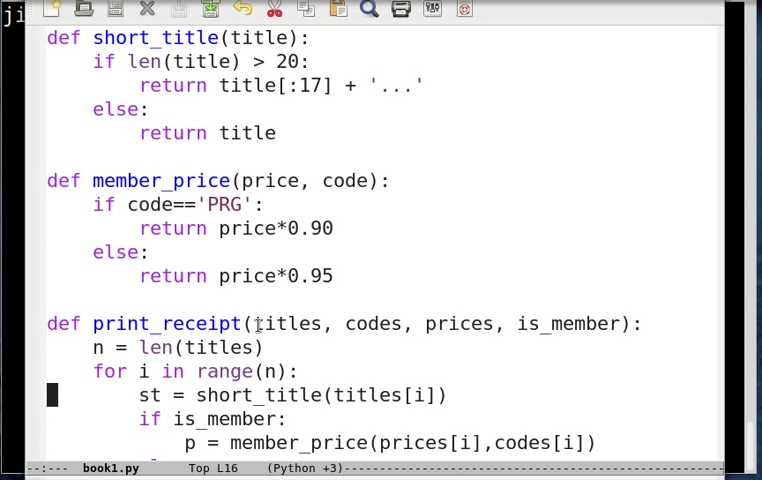 ji
def short_title(title):
    if len(title) > 20:
        return title[:17] + '...'
    else:
        return title
def member_price(price, code):
    if code=='PRG':
        return price*0.90
    else:
        return price*0.95
def print_receipt(titles, codes, prices, is_member):
    n = len(titles)
    for i in range(n):
        st = short_title(titles[i])
        if is_member:
            p = member_price(prices[i],codes[i])
--:--- book1.py Top L16 (Python +3)